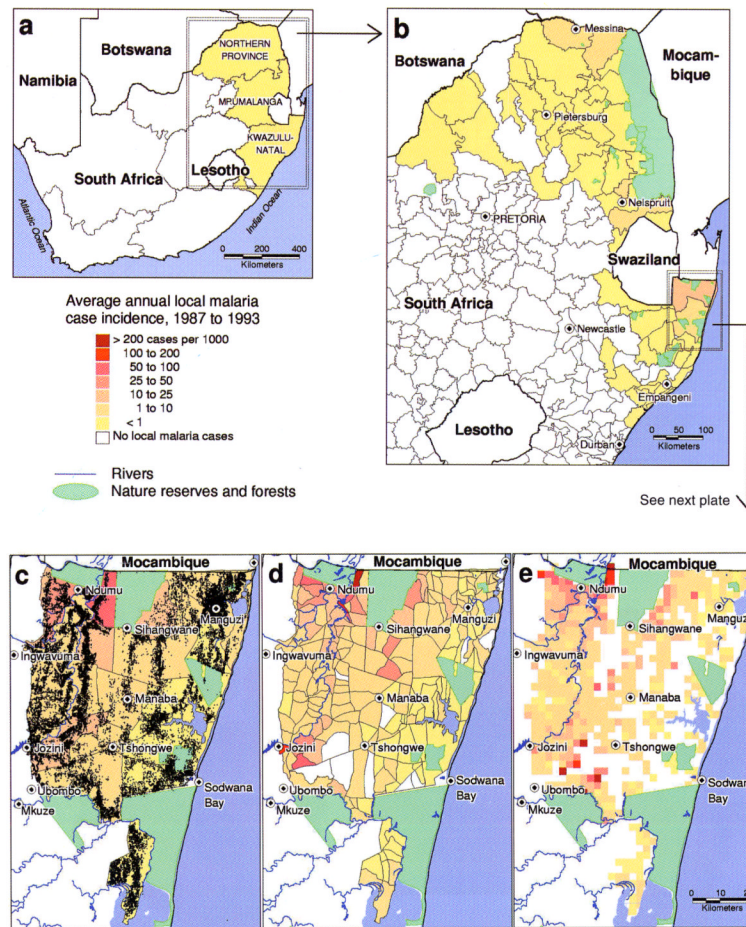 a
Botswana
NORTHERN
PROVINCE
Namibia
MPUMALANGA
KWAZULU-
NATAL
Lesotho
South Africa
Atlantic Ocean
Indian Ocean
0 200 400
Kilometers
b
Messina
Botswana
Mocam-
bique
Pietersburg
Nelspruit
PRETORIA
Swaziland
South Africa
Newcastle
Empangeni
Lesotho
Durban
0 50 100
Kilometers
Average annual local malaria
case incidence, 1987 to 1993
> 200 cases per 1000
100 to 200
50 to 100
25 to 50
10 to 25
1 to 10
< 1
No local malaria cases
Rivers
Nature reserves and forests
See next plate
c
Mocambique
Ndumu
Manguzi
Sihangwane
Ingwavuma
Manaba
Jozini
Tshongwe
Ubombo
Mkuze
Sodwana
Bay
d
Mocambique
Ndumu
Manguzi
Sihangwane
Ingwavuma
Manaba
Jozini
Tshongwe
Ubombo
Mkuze
Sodwana
Bay
e
Mocambique
Ndumu
Manguz
Sihangwane
Ingwavuma
Manaba
Jozini
Tshongwe
Ubombo
Mkuze
Sodwan
Bay
0 10 2
Kilometers